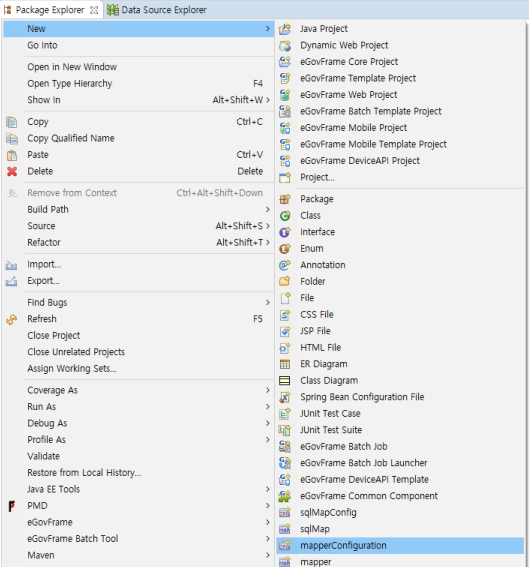 Package Explorer
Data Source Explorer
New
Go Into
Open in New Window
Open Type Hierarchy F4
Show In Alt+Shift+W
Copy Ctrl+C
Copy Qualified Name
Paste Ctrl+V
Delete Delete
Remove from Context Ctrl+Alt+Shift+Down
Build Path
Source Alt+Shift+S
Refactor Alt+Shift+T
Import...
Export...
Find Bugs
Refresh F5
Close Project
Close Unrelated Projects
Assign Working Sets...
Coverage As
Run As
Debug As
Profile As
Validate
Restore from Local History...
Java EE Tools
PMD
eGovFrame
eGovFrame Batch Tool
Maven
Java Project
Dynamic Web Project
eGovFrame Core Project
eGovFrame Template Project
eGovFrame Web Project
eGovFrame Batch Template Project
eGovFrame Mobile Project
eGovFrame Mobile Template Project
eGovFrame DeviceAPI Project
Project...
Package
Class
Interface
Enum
Annotation
Folder
File
CSS File
JSP File
HTML File
ER Diagram
Class Diagram
Spring Bean Configuration File
JUnit Test Case
JUnit Test Suite
eGovFrame Batch Job
eGovFrame Batch Job Launcher
eGovFrame DeviceAPI Template
eGovFrame Common Component
sqlMapConfig
sqlMap
mapperConfiguration
mapper